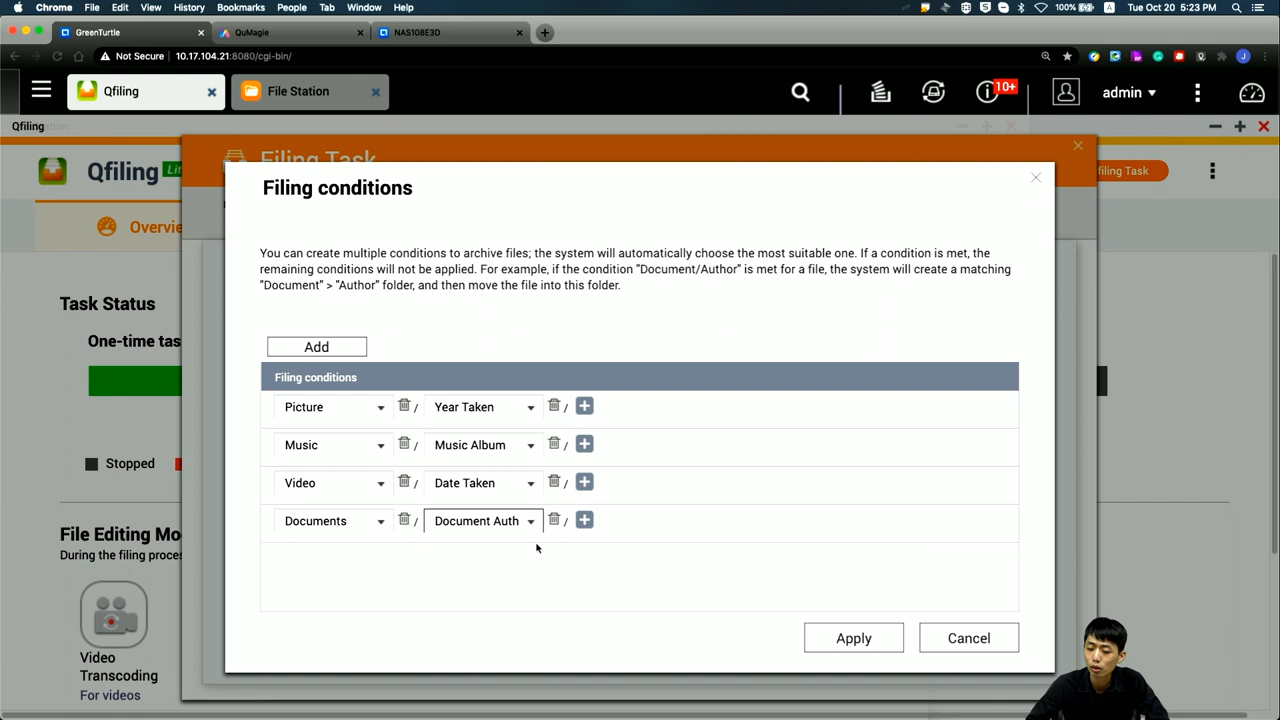 Chrome File Edit View History Bookmarks People Tab Window Help 100% Tue Oct 20 5:23 PM
GreenTurtle QuMagie NAS108E3D
Not Secure 10.17.104.21:8080/cgi-bin/
Qfiling File Station 10+ admin
Qfiling
Filing Task
Qfiling filing Task
Filing conditions
Overvie
You can create multiple conditions to archive files; the system will automatically choose the most suitable one. If a condition is met, the
remaining conditions will not be applied. For example, if the condition "Document/Author" is met for a file, the system will create a matching
"Document" > "Author" folder, and then move the file into this folder.
Task Status
One-time tas
Add
Filing conditions
Picture / Year Taken /
Music / Music Album /
Video / Date Taken /
Documents / Document Auth /
Stopped
File Editing Mo
During the filing proce
Video
Transcoding
For videos
Apply Cancel